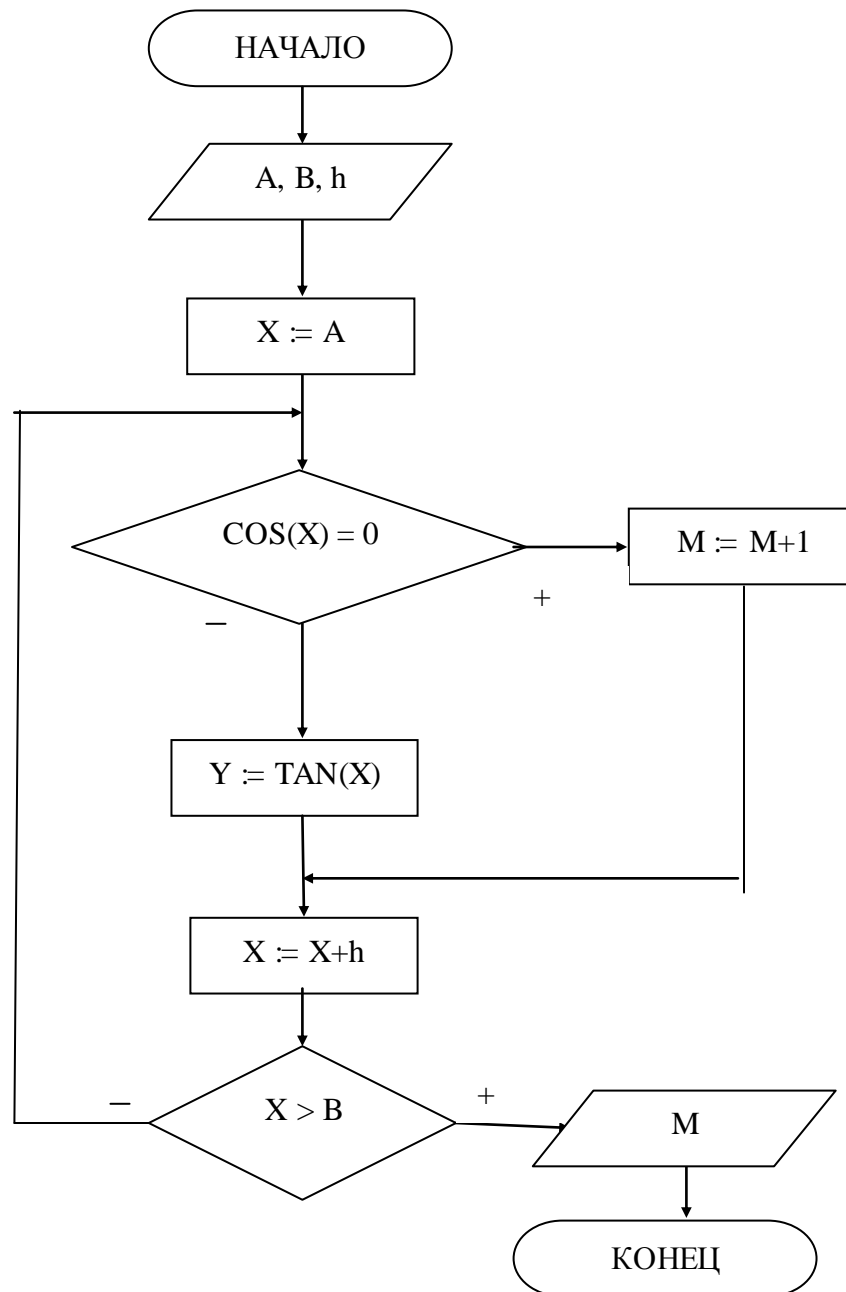 НАЧАЛО
A, B, h
X := A
COS(X) = 0
M := M+1
+
–
Y := TAN(X)
X := X+h
–
X > B
+
M
КОНЕЦ